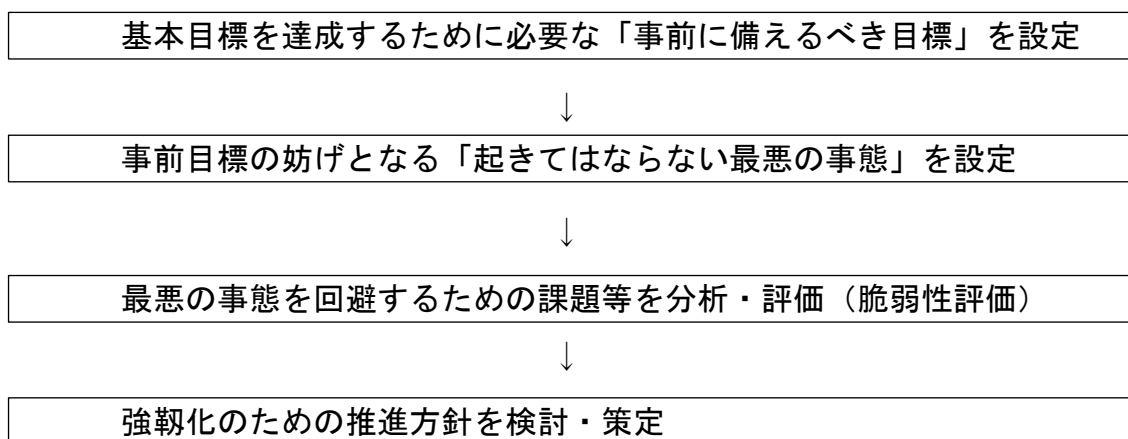 基本目標を達成するために必要な「事前に備えるべき目標」を設定
↓
事前目標の妨げとなる「起きてはならない最悪の事態」を設定
↓
最悪の事態を回避するための課題等を分析・評価（脆弱性評価）
↓
強靱化のための推進方針を検討・策定